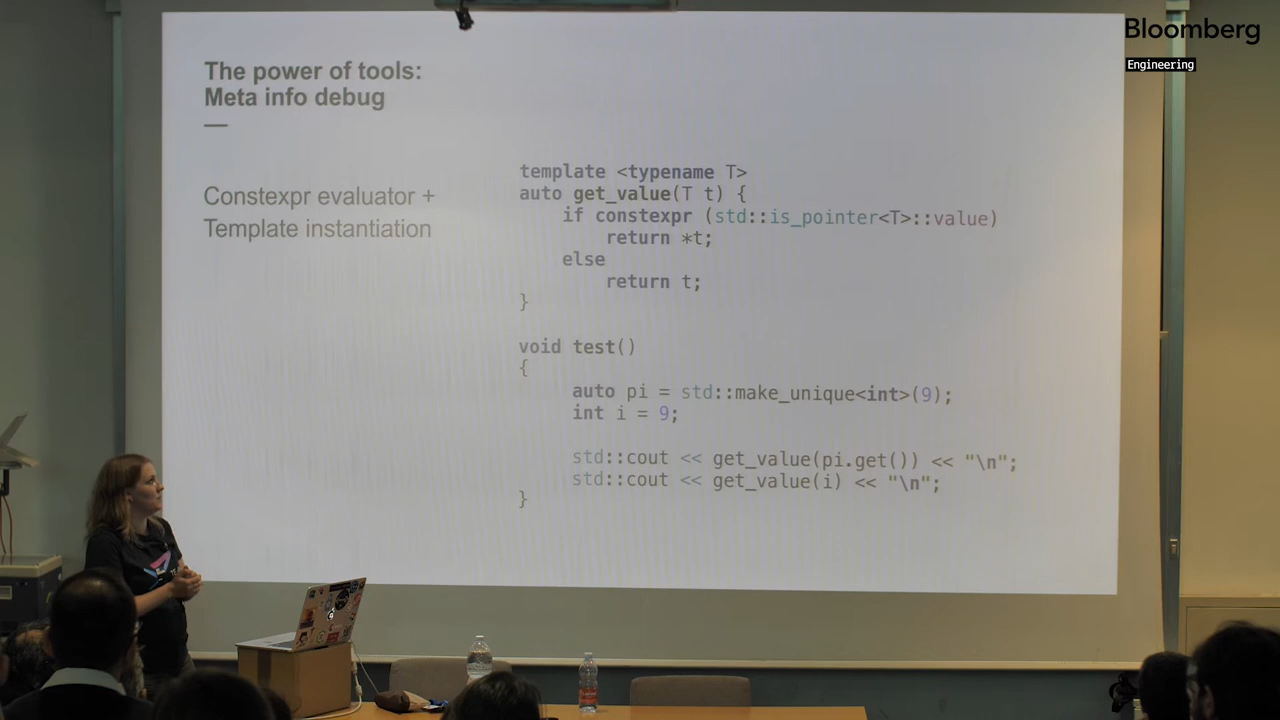 Bloomberg
Engineering
The power of tools:
Meta info debug
Constexpr evaluator +
Template instantiation
template <typename T>
auto get_value(T t) {
if constexpr (std::is_pointer<T>::value)
return *t;
else
return t;
}
void test()
{
auto pi = std::make_unique<int>(9);
int i = 9;
std::cout << get_value(pi.get()) << "\n";
std::cout << get_value(i) << "\n";
}